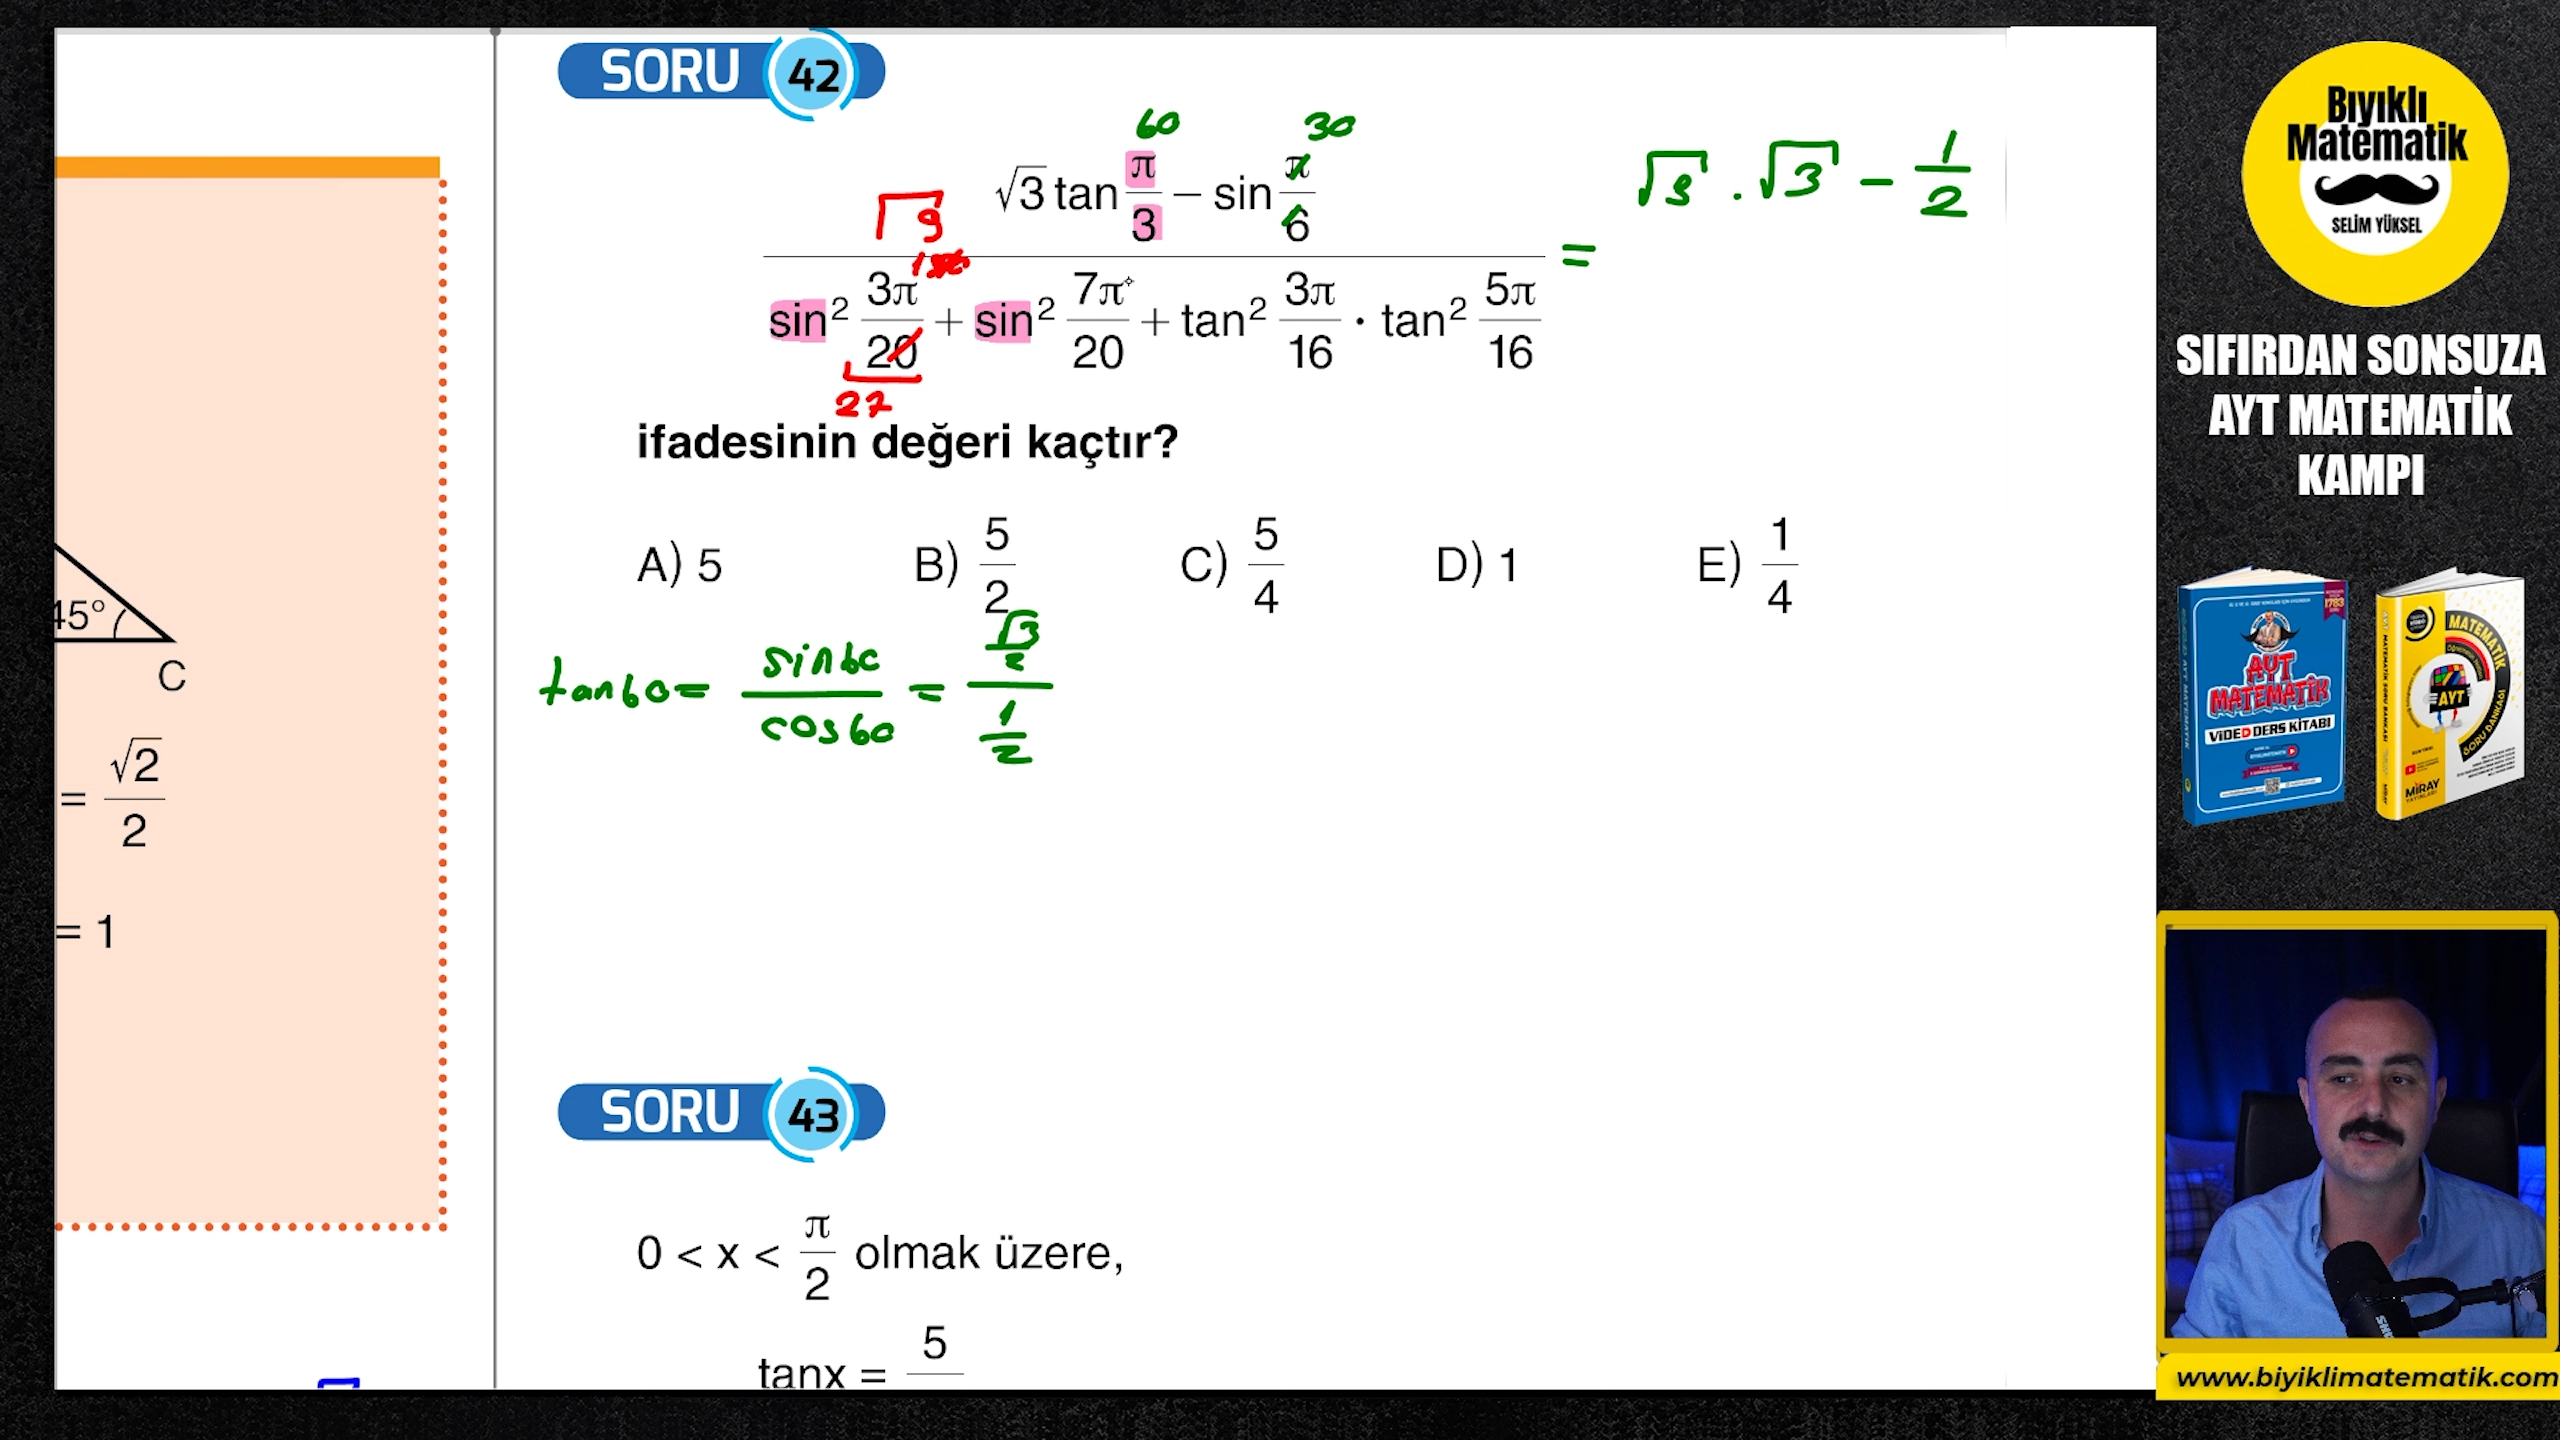 SORU 42
√3 tan π/3 − sin π/6
60
30
sin² 3π/20 + sin² 7π/20 + tan² 3π/16 · tan² 5π/16
=
√3 . √3 − 1/2
9
27
ifadesinin değeri kaçtır?
A) 5 B) 5/2 C) 5/4 D) 1 E) 1/4
tan60 = sin60/cos60 = (√3/2)/(1/2)
45°
C
= √2/2
= 1
SORU 43
0 < x < π/2 olmak üzere,
tanx = 5
Bıyıklı
Matematik
SELİM YÜKSEL
SIFIRDAN SONSUZA
AYT MATEMATİK
KAMPI
AYT
MATEMATİK
VİDEO DERS KİTABI
MATEMATİK
AYT
SORU BANKASI
MİRAY
www.biyiklimatematik.com